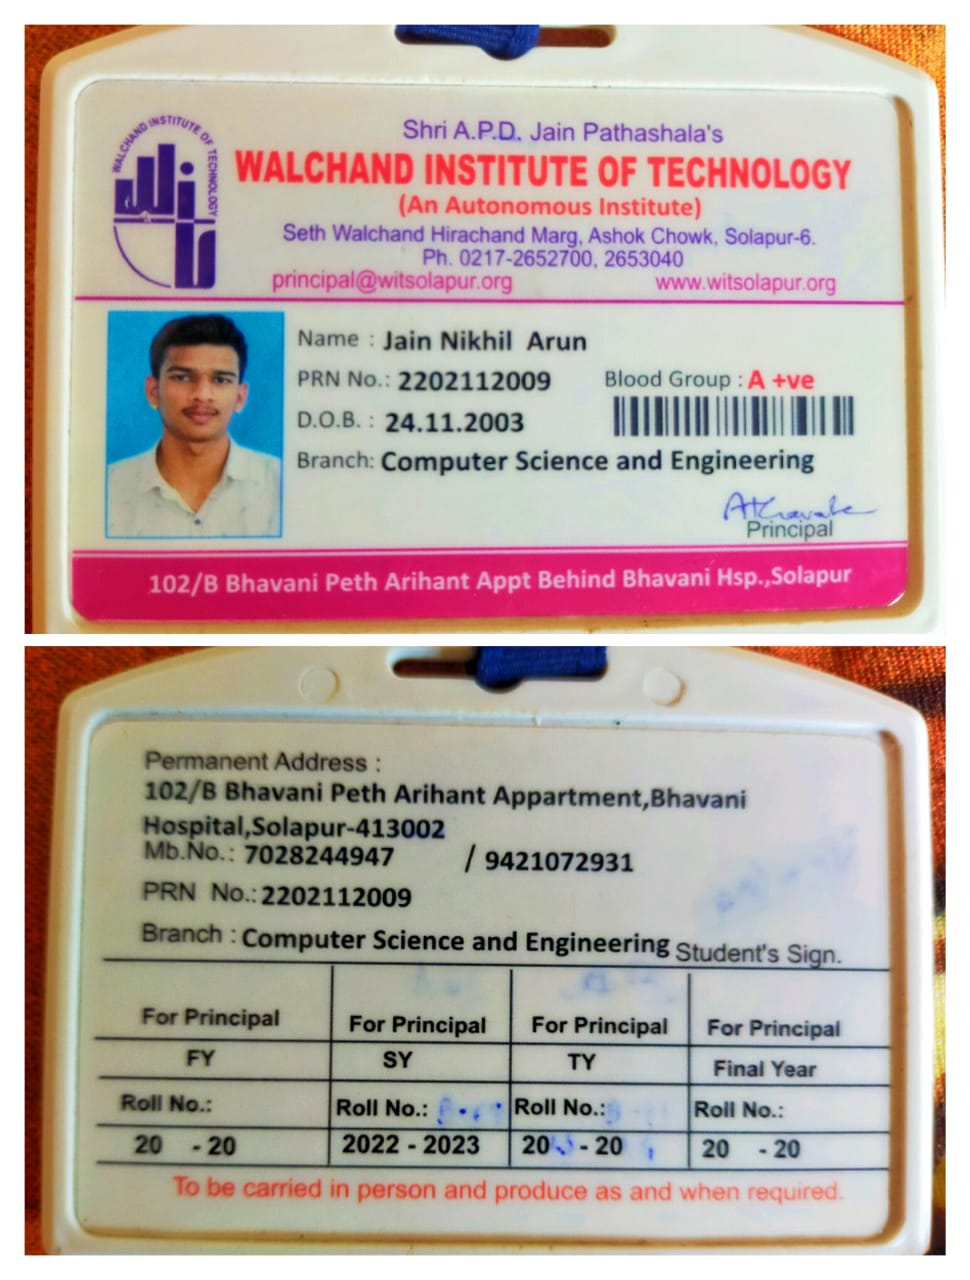 WALCHAND INSTITUTE OF TECHNOLOGY
Shri A.P.D. Jain Pathashala's
WALCHAND INSTITUTE OF TECHNOLOGY
(An Autonomous Institute)
Seth Walchand Hirachand Marg, Ashok Chowk, Solapur-6.
Ph. 0217-2652700, 2653040
principal@witsolapur.org www.witsolapur.org
Name : Jain Nikhil Arun
PRN No.: 2202112009 Blood Group : A +ve
D.O.B. : 24.11.2003
Branch: Computer Science and Engineering
Principal
102/B Bhavani Peth Arihant Appt Behind Bhavani Hsp.,Solapur
Permanent Address :
102/B Bhavani Peth Arihant Appartment,Bhavani
Hospital,Solapur-413002
Mb.No.: 7028244947 / 9421072931
PRN No.: 2202112009
Branch : Computer Science and Engineering Student's Sign.
For Principal For Principal For Principal For Principal
FY SY TY Final Year
Roll No.: Roll No.: Roll No.: Roll No.:
20 - 20 2022 - 2023 20 - 20 20 - 20
To be carried in person and produce as and when required.